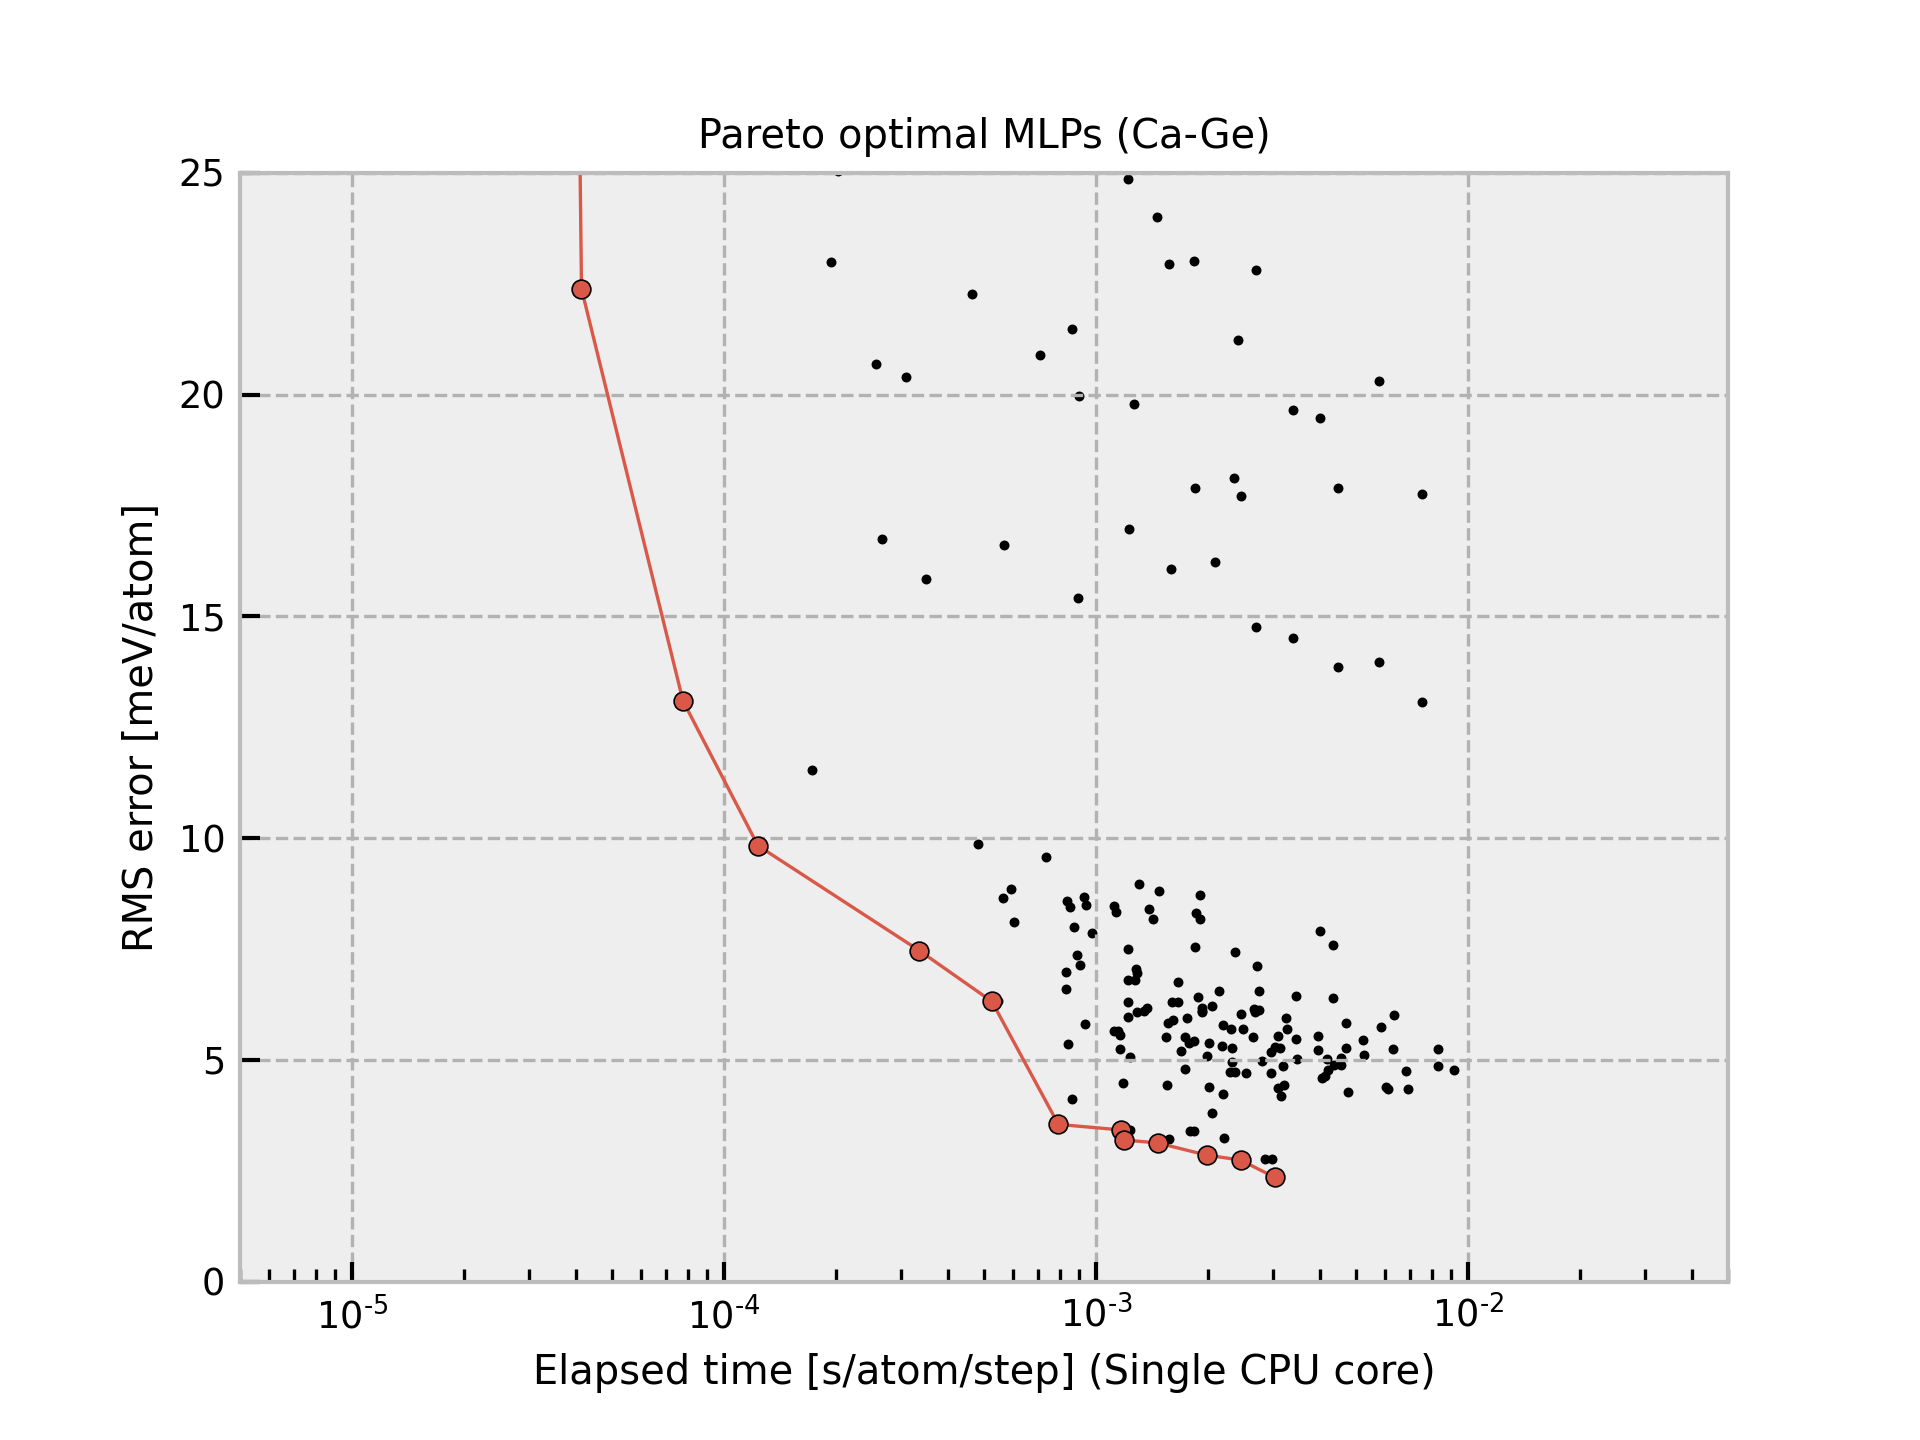 Pareto optimal MLPs (Ca-Ge)
25
20
15
10
5
0
RMS error [meV/atom]
10-5 10-4 10-3 10-2
Elapsed time [s/atom/step] (Single CPU core)